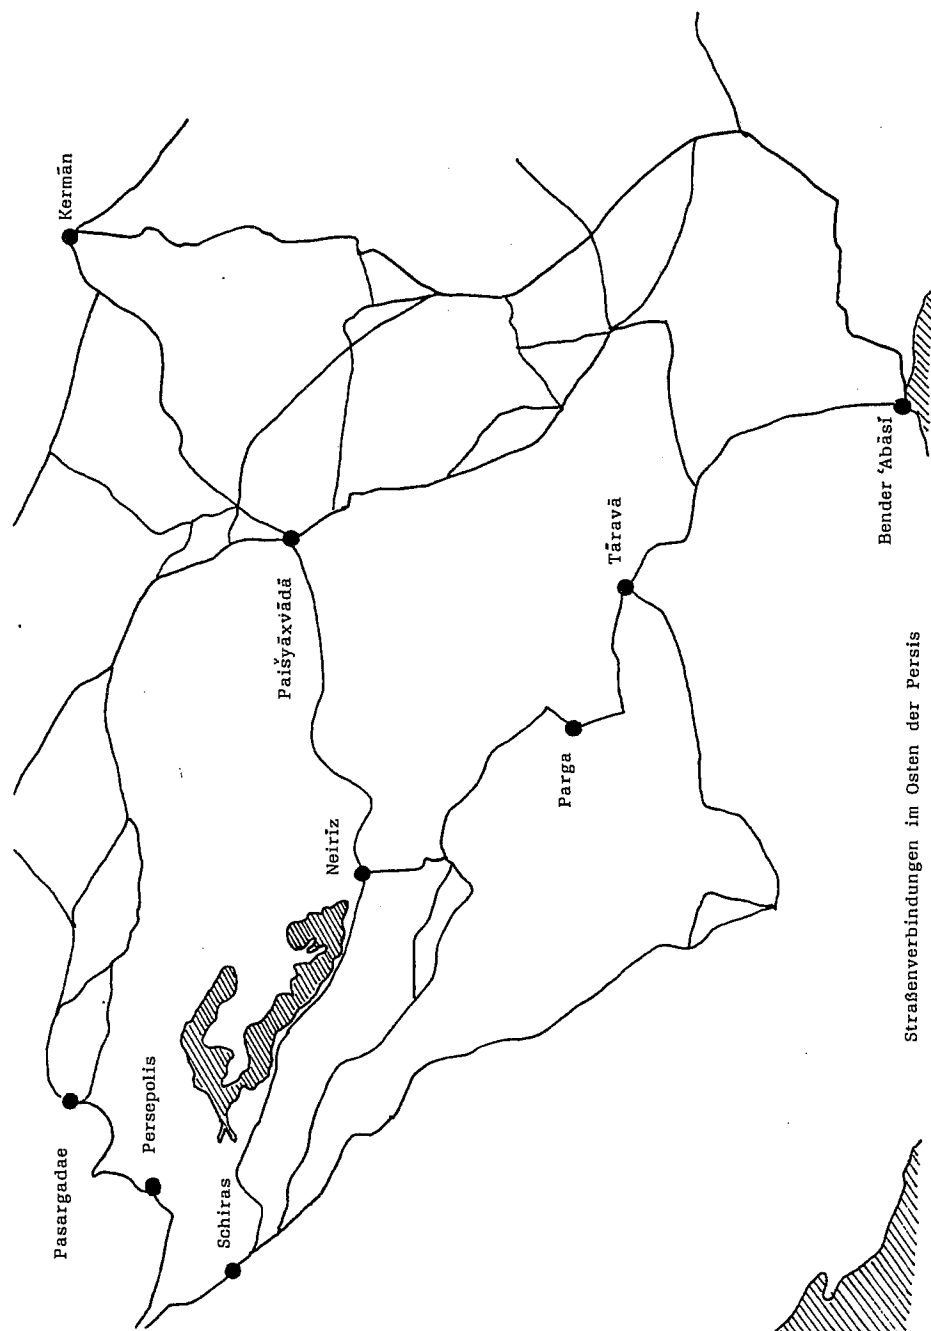 Pasargadae
Persepolis
Schiras
Neirīz
Paišyāxvādā
Kermān
Parga
Tāravā
Bender ʿAbāsī
Straßenverbindungen im Osten der Persis